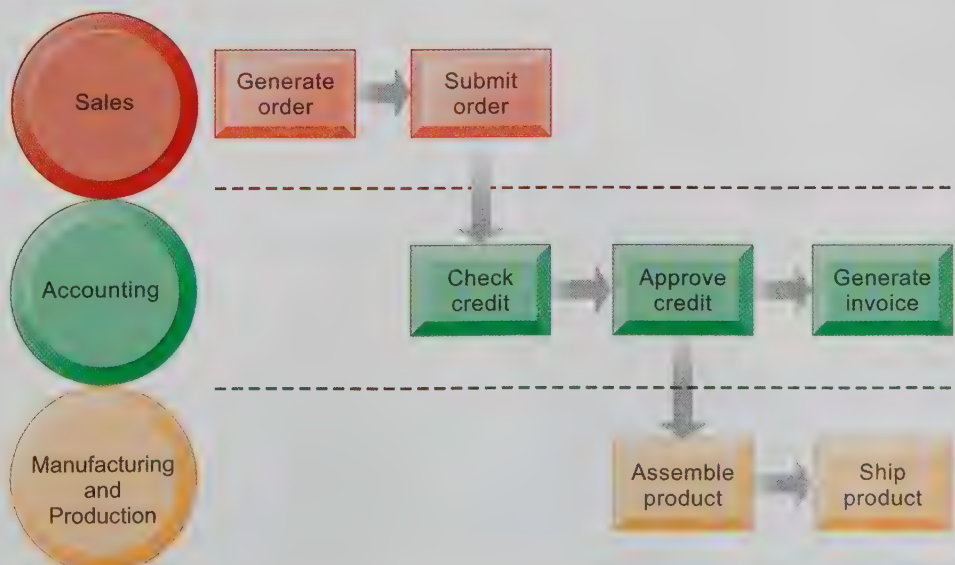 Sales
Generate
order
Submit
order
Accounting
Check
credit
Approve
credit
Generate
invoice
Manufacturing
and
Production
Assemble
product
Ship
product